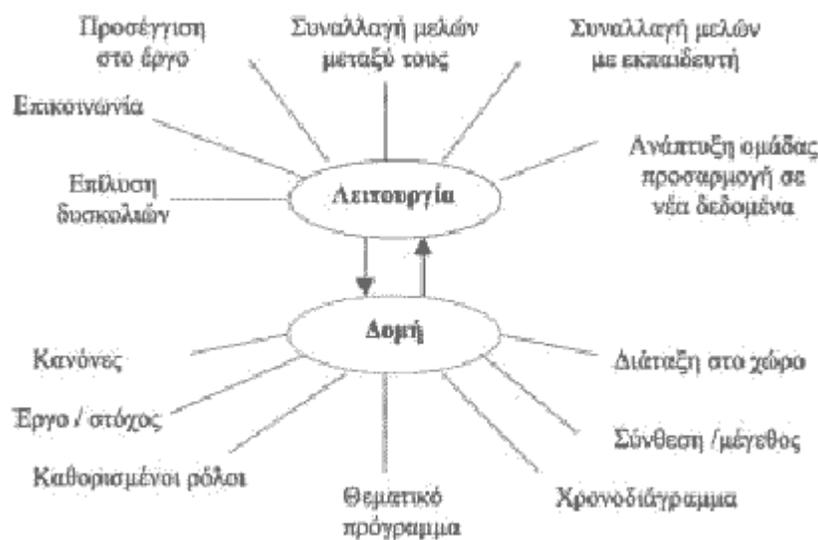 Προσέγγιση
στο έργο
Συναλλαγή μελών
μεταξύ τους
Συναλλαγή μελών
με εκπαιδευτή
Επικοινωνία
Ανάπτυξη ομάδας
προσαρμογή σε
νέα δεδομένα
Επίλυση
δυσκολιών
Λειτουργία
Δομή
Κανόνες
Διάταξη στο χώρο
Έργο / στόχος
Σύνθεση /μέγεθος
Καθορισμένοι ρόλοι
Θεματικό
πρόγραμμα
Χρονοδιάγραμμα